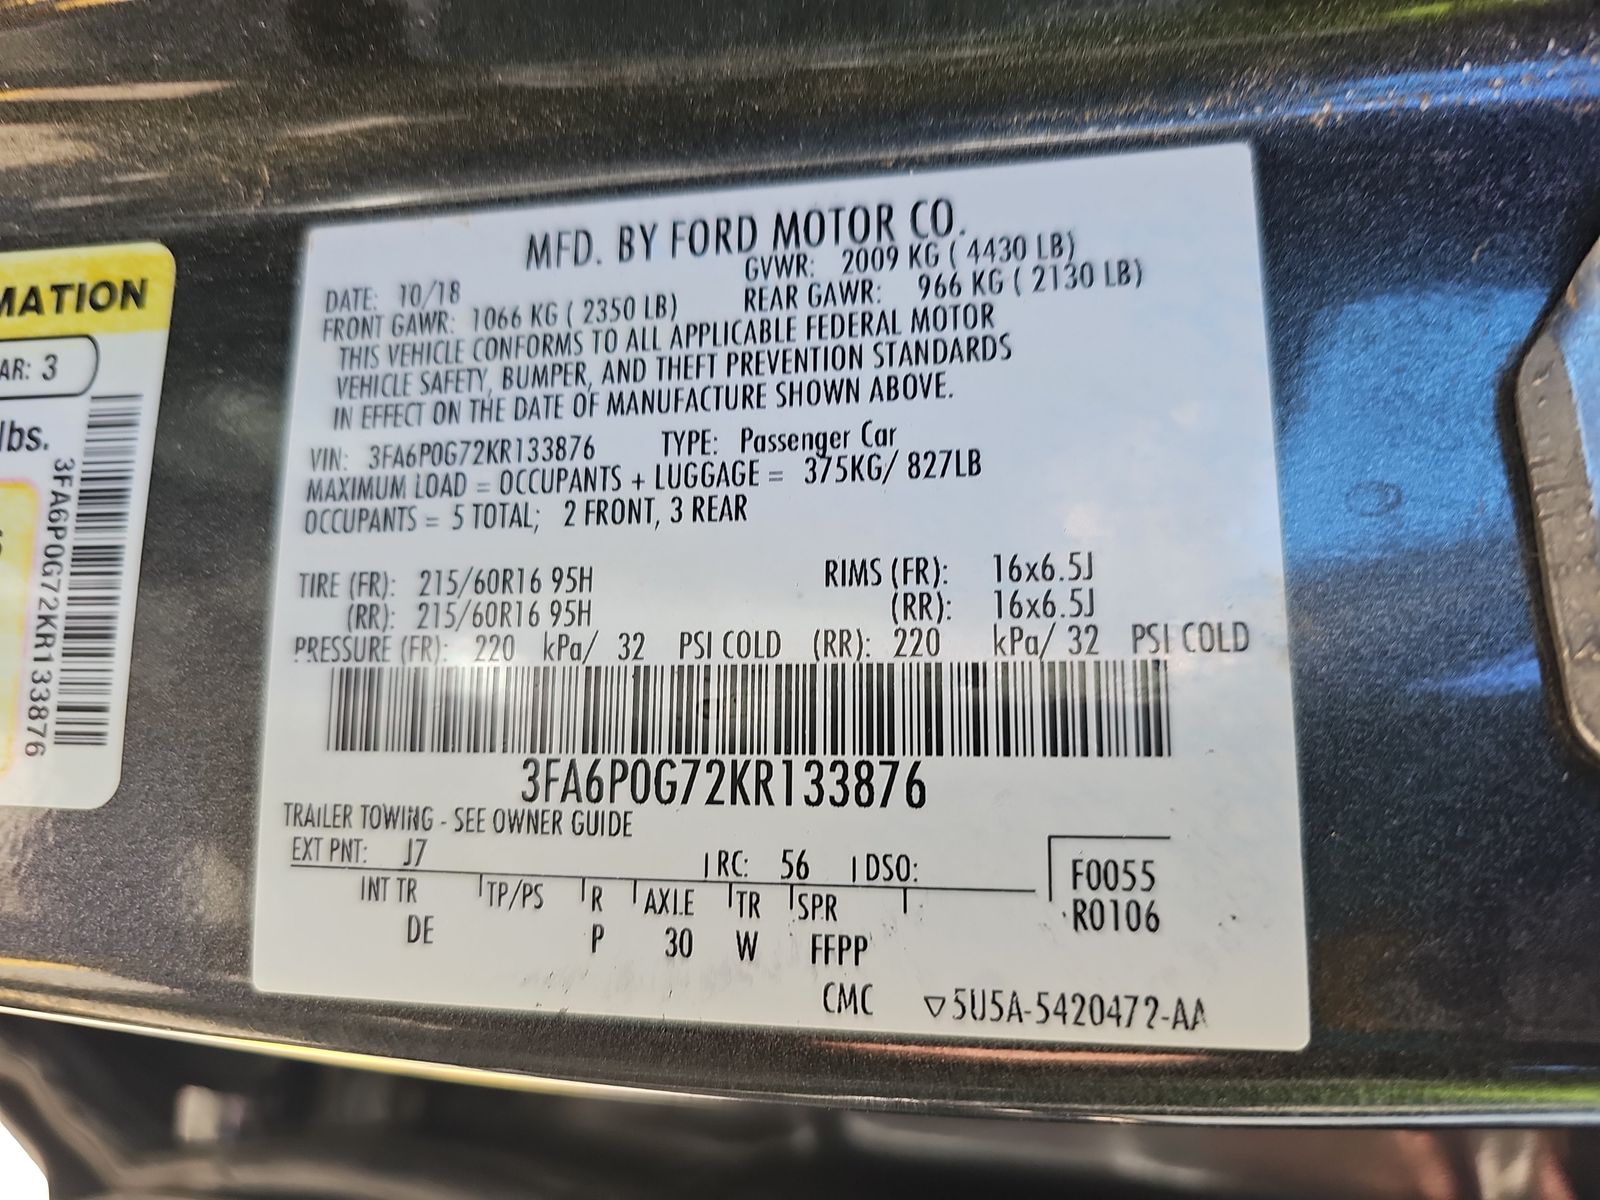 MATION
AR: 3
lbs.
3FA6P0G72KR133876
MFD. BY FORD MOTOR CO.
DATE: 10/18 GVWR: 2009 KG ( 4430 LB)
FRONT GAWR: 1066 KG ( 2350 LB) REAR GAWR: 966 KG ( 2130 LB)
THIS VEHICLE CONFORMS TO ALL APPLICABLE FEDERAL MOTOR
VEHICLE SAFETY, BUMPER, AND THEFT PREVENTION STANDARDS
IN EFFECT ON THE DATE OF MANUFACTURE SHOWN ABOVE.
VIN: 3FA6P0G72KR133876 TYPE: Passenger Car
MAXIMUM LOAD = OCCUPANTS + LUGGAGE = 375KG/ 827LB
OCCUPANTS = 5 TOTAL; 2 FRONT, 3 REAR
TIRE (FR): 215/60R16 95H RIMS (FR): 16x6.5J
(RR): 215/60R16 95H (RR): 16x6.5J
PRESSURE (FR): 220 kPa/ 32 PSI COLD (RR): 220 kPa/ 32 PSI COLD
3FA6P0G72KR133876
TRAILER TOWING - SEE OWNER GUIDE
EXT PNT: J7 RC: 56 DSO: F0055
INT TR TP/PS R AXLE TR SPR R0106
DE P 30 W FFPP
CMC ▽5U5A-5420472-AA